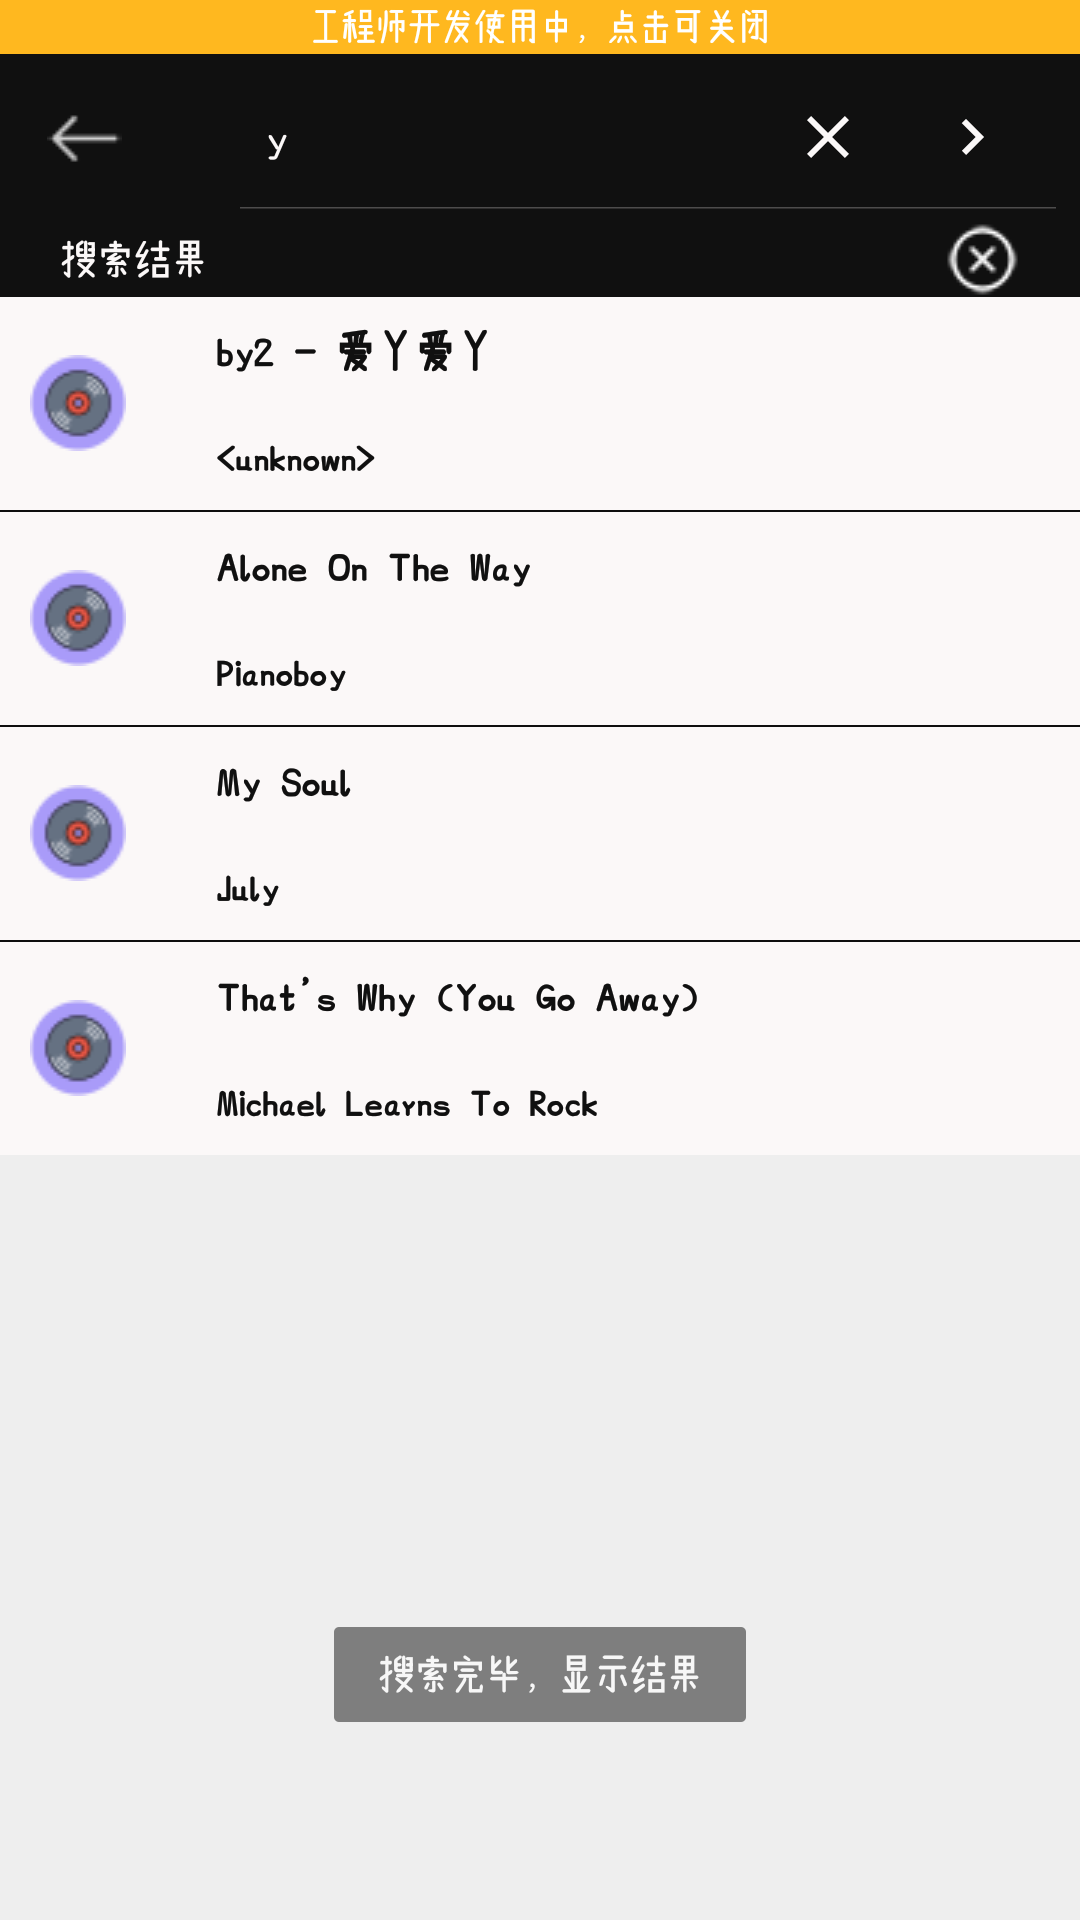 工程师开发使用中，点击可关闭
y
搜索结果
by2 - 爱丫爱丫
<unknown>
Alone On The Way
Pianoboy
My Soul
July
That's Why (You Go Away)
Michael Learns To Rock
搜索完毕，显示结果